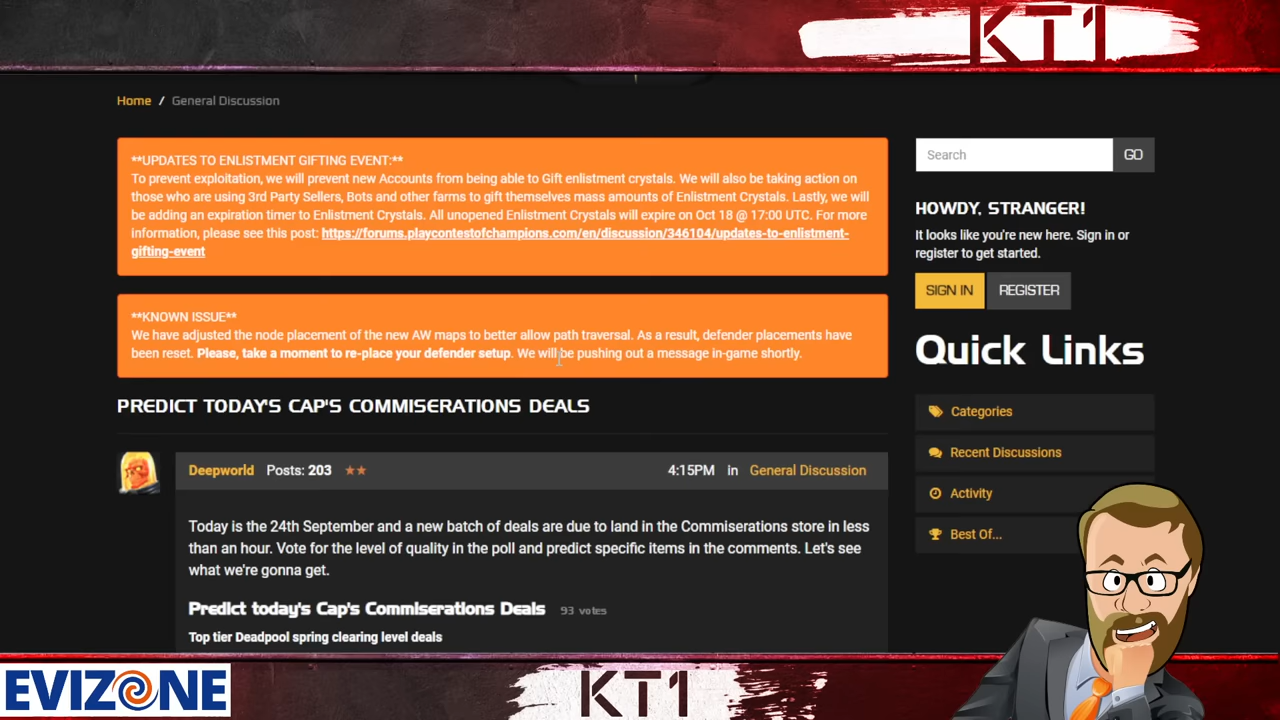 KT1
Home / General Discussion
**UPDATES TO ENLISTMENT GIFTING EVENT:**
To prevent exploitation, we will prevent new Accounts from being able to Gift enlistment crystals. We will also be taking action on
those who are using 3rd Party Sellers, Bots and other farms to gift themselves mass amounts of Enlistment Crystals. Lastly, we will
be adding an expiration timer to Enlistment Crystals. All unopened Enlistment Crystals will expire on Oct 18 @ 17:00 UTC. For more
information, please see this post: https://forums.playcontestofchampions.com/en/discussion/346104/updates-to-enlistment-
gifting-event
**KNOWN ISSUE**
We have adjusted the node placement of the new AW maps to better allow path traversal. As a result, defender placements have
been reset. Please, take a moment to re-place your defender setup. We will be pushing out a message in-game shortly.
PREDICT TODAY'S CAP'S COMMISERATIONS DEALS
Deepworld Posts: 203 ★★ 4:15PM in General Discussion
Today is the 24th September and a new batch of deals are due to land in the Commiserations store in less
than an hour. Vote for the level of quality in the poll and predict specific items in the comments. Let's see
what we're gonna get.
Predict today's Cap's Commiserations Deals 93 votes
Top tier Deadpool spring clearing level deals
Search GO
HOWDY, STRANGER!
It looks like you're new here. Sign in or
register to get started.
SIGN IN REGISTER
Quick Links
Categories
Recent Discussions
Activity
Best Of...
EVIZONE
KT1